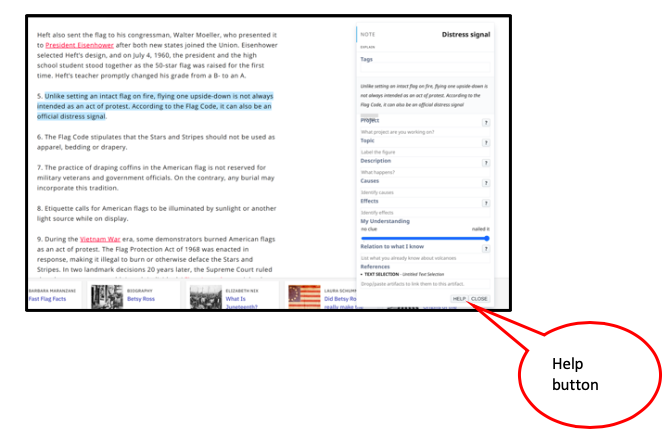 Heft also sent the flag to his congressman, Walter Moeller, who presented it
to President Eisenhower after both new states joined the Union. Eisenhower
selected Heft's design, and on July 4, 1960, the president and the high
school student stood together as the 50-star flag was raised for the first
time. Heft's teacher promptly changed his grade from a B- to an A.
5. Unlike setting an intact flag on fire, flying one upside-down is not always
intended as an act of protest. According to the Flag Code, it can also be an
official distress signal.
6. The Flag Code stipulates that the Stars and Stripes should not be used as
apparel, bedding or drapery.
7. The practice of draping coffins in the American flag is not reserved for
military veterans and government officials. On the contrary, any burial may
incorporate this tradition.
8. Etiquette calls for American flags to be illuminated by sunlight or another
light source while on display.
9. During the Vietnam War era, some demonstrators burned American flags
as an act of protest. The Flag Protection Act of 1968 was enacted in
response, making it illegal to burn or otherwise deface the Stars and
Stripes. In two landmark decisions 20 years later, the Supreme Court ruled
BARBARA MARANZANI
Fast Flag Facts
BIOGRAPHY
Betsy Ross
ELIZABETH NIX
What Is
Juneteenth?
LAURA SCHUMM
Did Betsy Ro
really make
NOTE
Distress signal
Tags
Unlike setting an intact flag on fire, flying one upside-down is
not always intended as an act of protest. According to the
Flag Code, it can also be an official distress signal
Project
?
What project are you working on?
Topic
?
Label the figure
Description
?
What happens?
Causes
?
Identify causes
Effects
?
Identify effects
My Understanding
no clue
nailed it
Relation to what I know
?
List what you already know about volcanoes
References
• TEXT SELECTION - Untitled Text Selection
Drop/paste artifacts to link them to this artifact.
HELP
CLOSE
Help
button